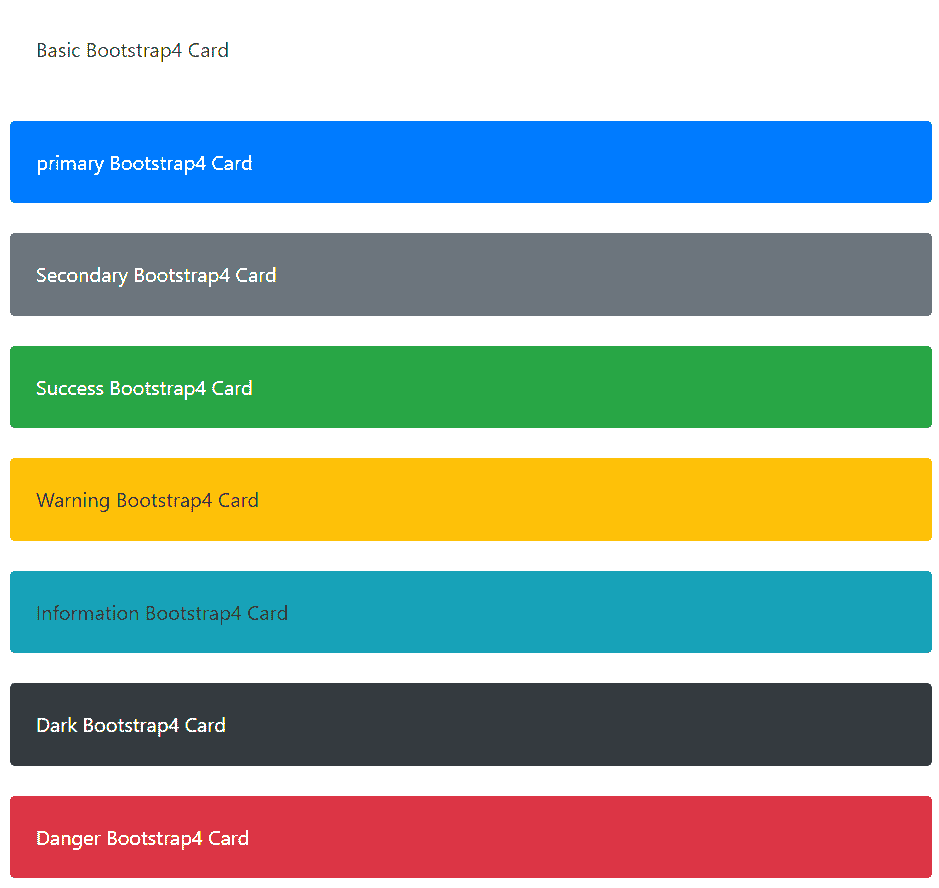 Basic Bootstrap4 Card
primary Bootstrap4 Card
Secondary Bootstrap4 Card
Success Bootstrap4 Card
Warning Bootstrap4 Card
Information Bootstrap4 Card
Dark Bootstrap4 Card
Danger Bootstrap4 Card